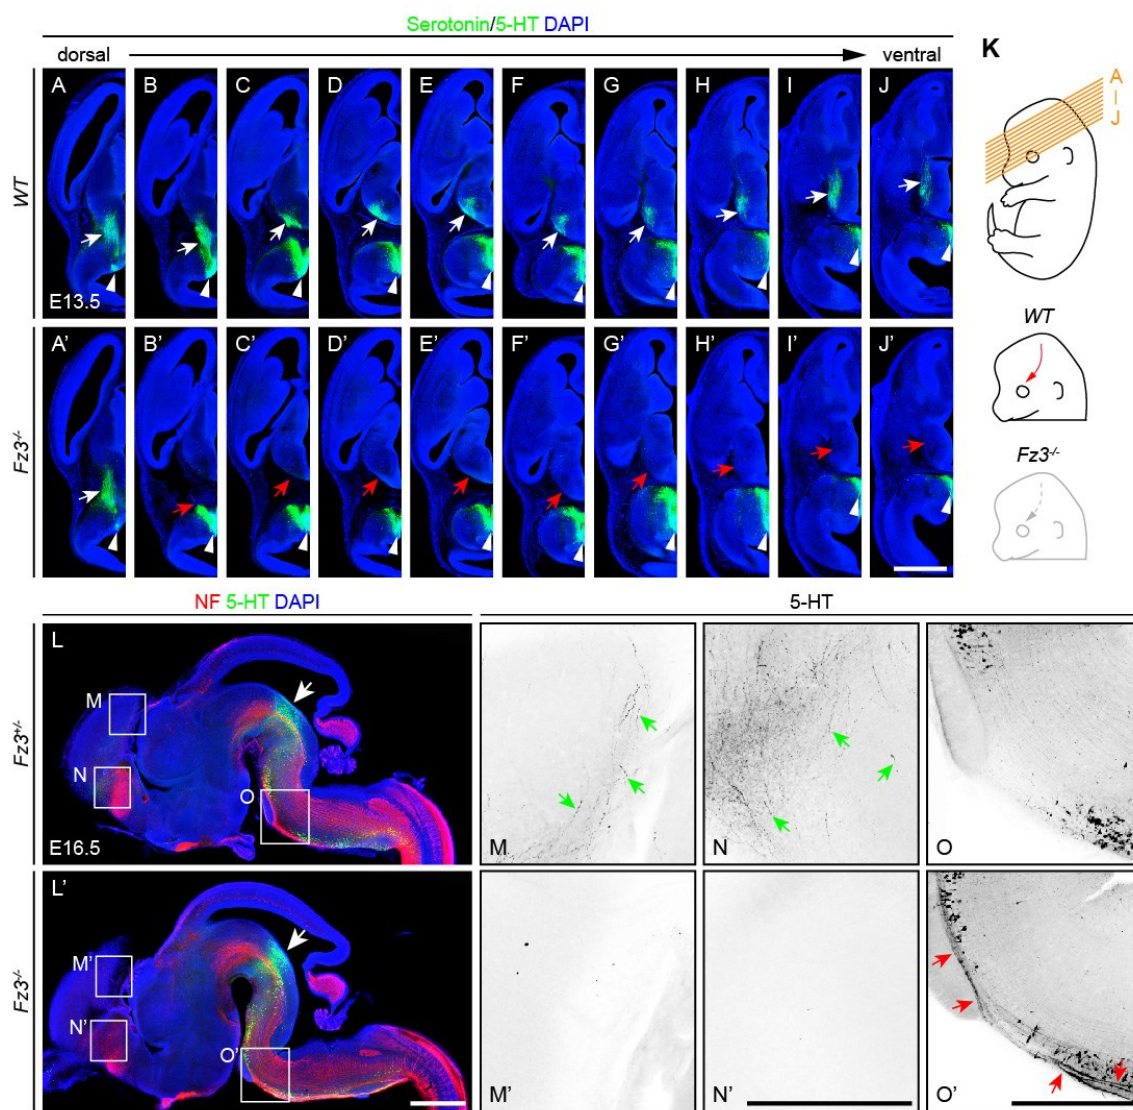 Serotonin/5-HT DAPI
dorsal ventral
K
A B C D E F G H I J
A
J
WT
E13.5
A' B' C' D' E' F' G' H' I' J'
Fz3-/-
WT
Fz3-/-
NF 5-HT DAPI 5-HT
L
M
N
O
Fz3+/-
E16.5
M N O
L'
M'
N'
O'
Fz3-/-
M' N' O'